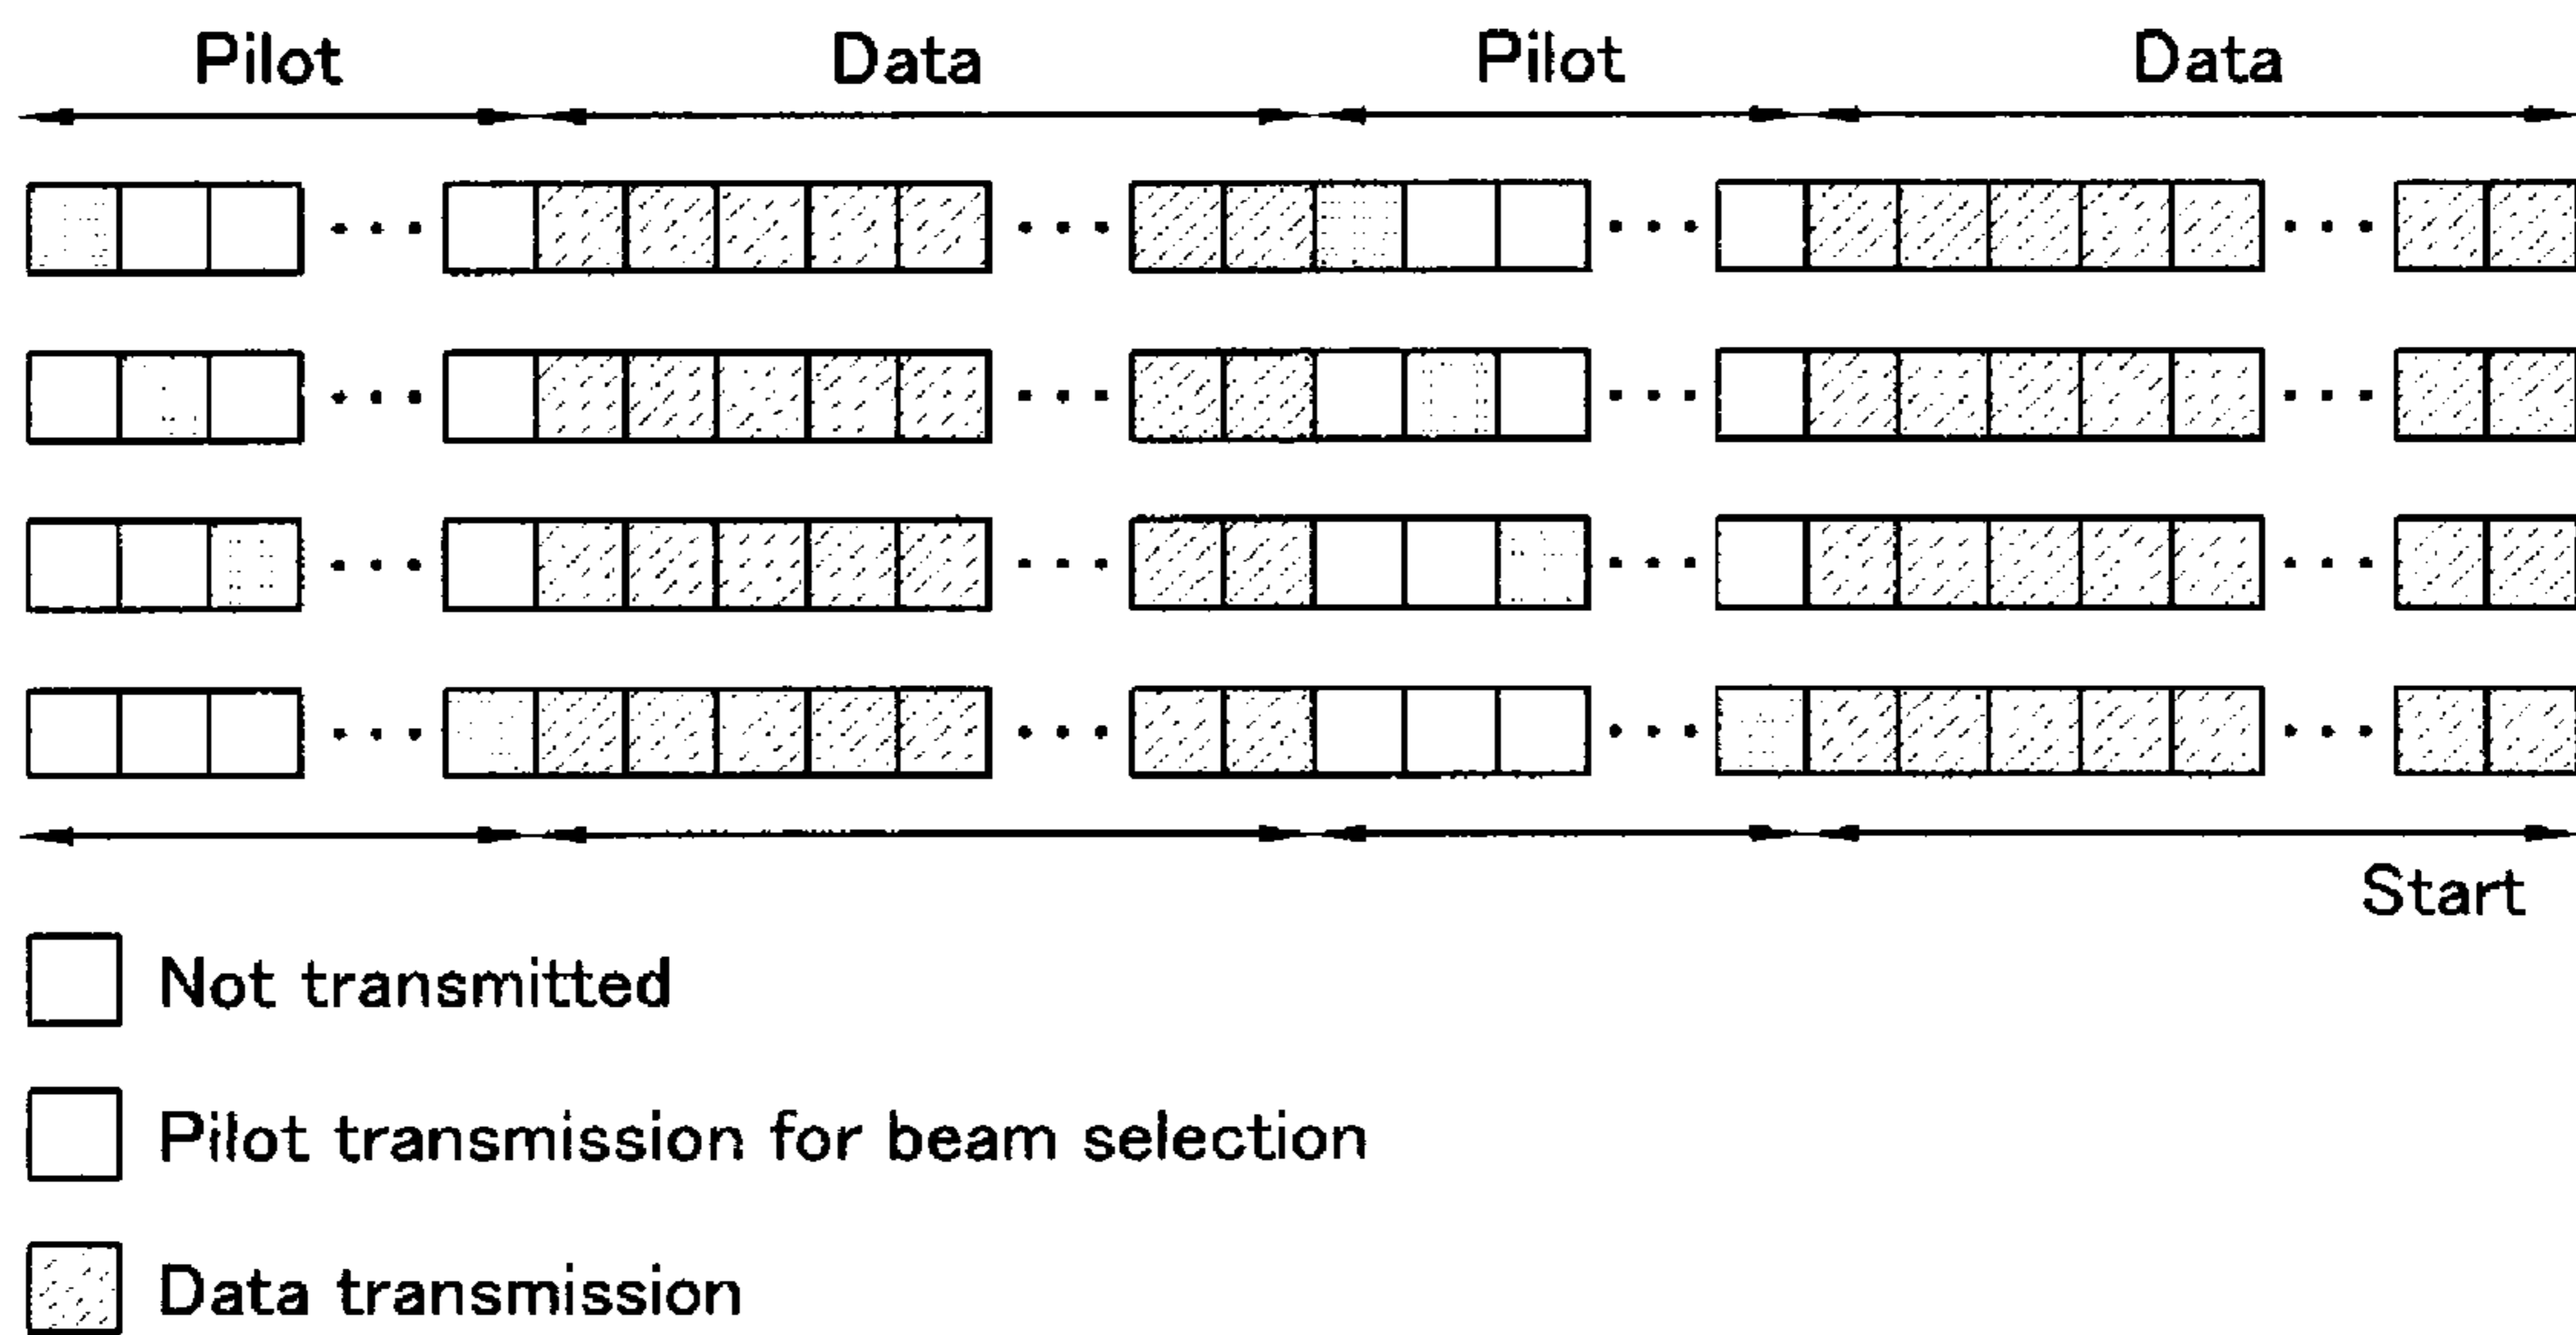 Pilot Data Pilot Data
Start
Not transmitted
Pilot transmission for beam selection
Data transmission